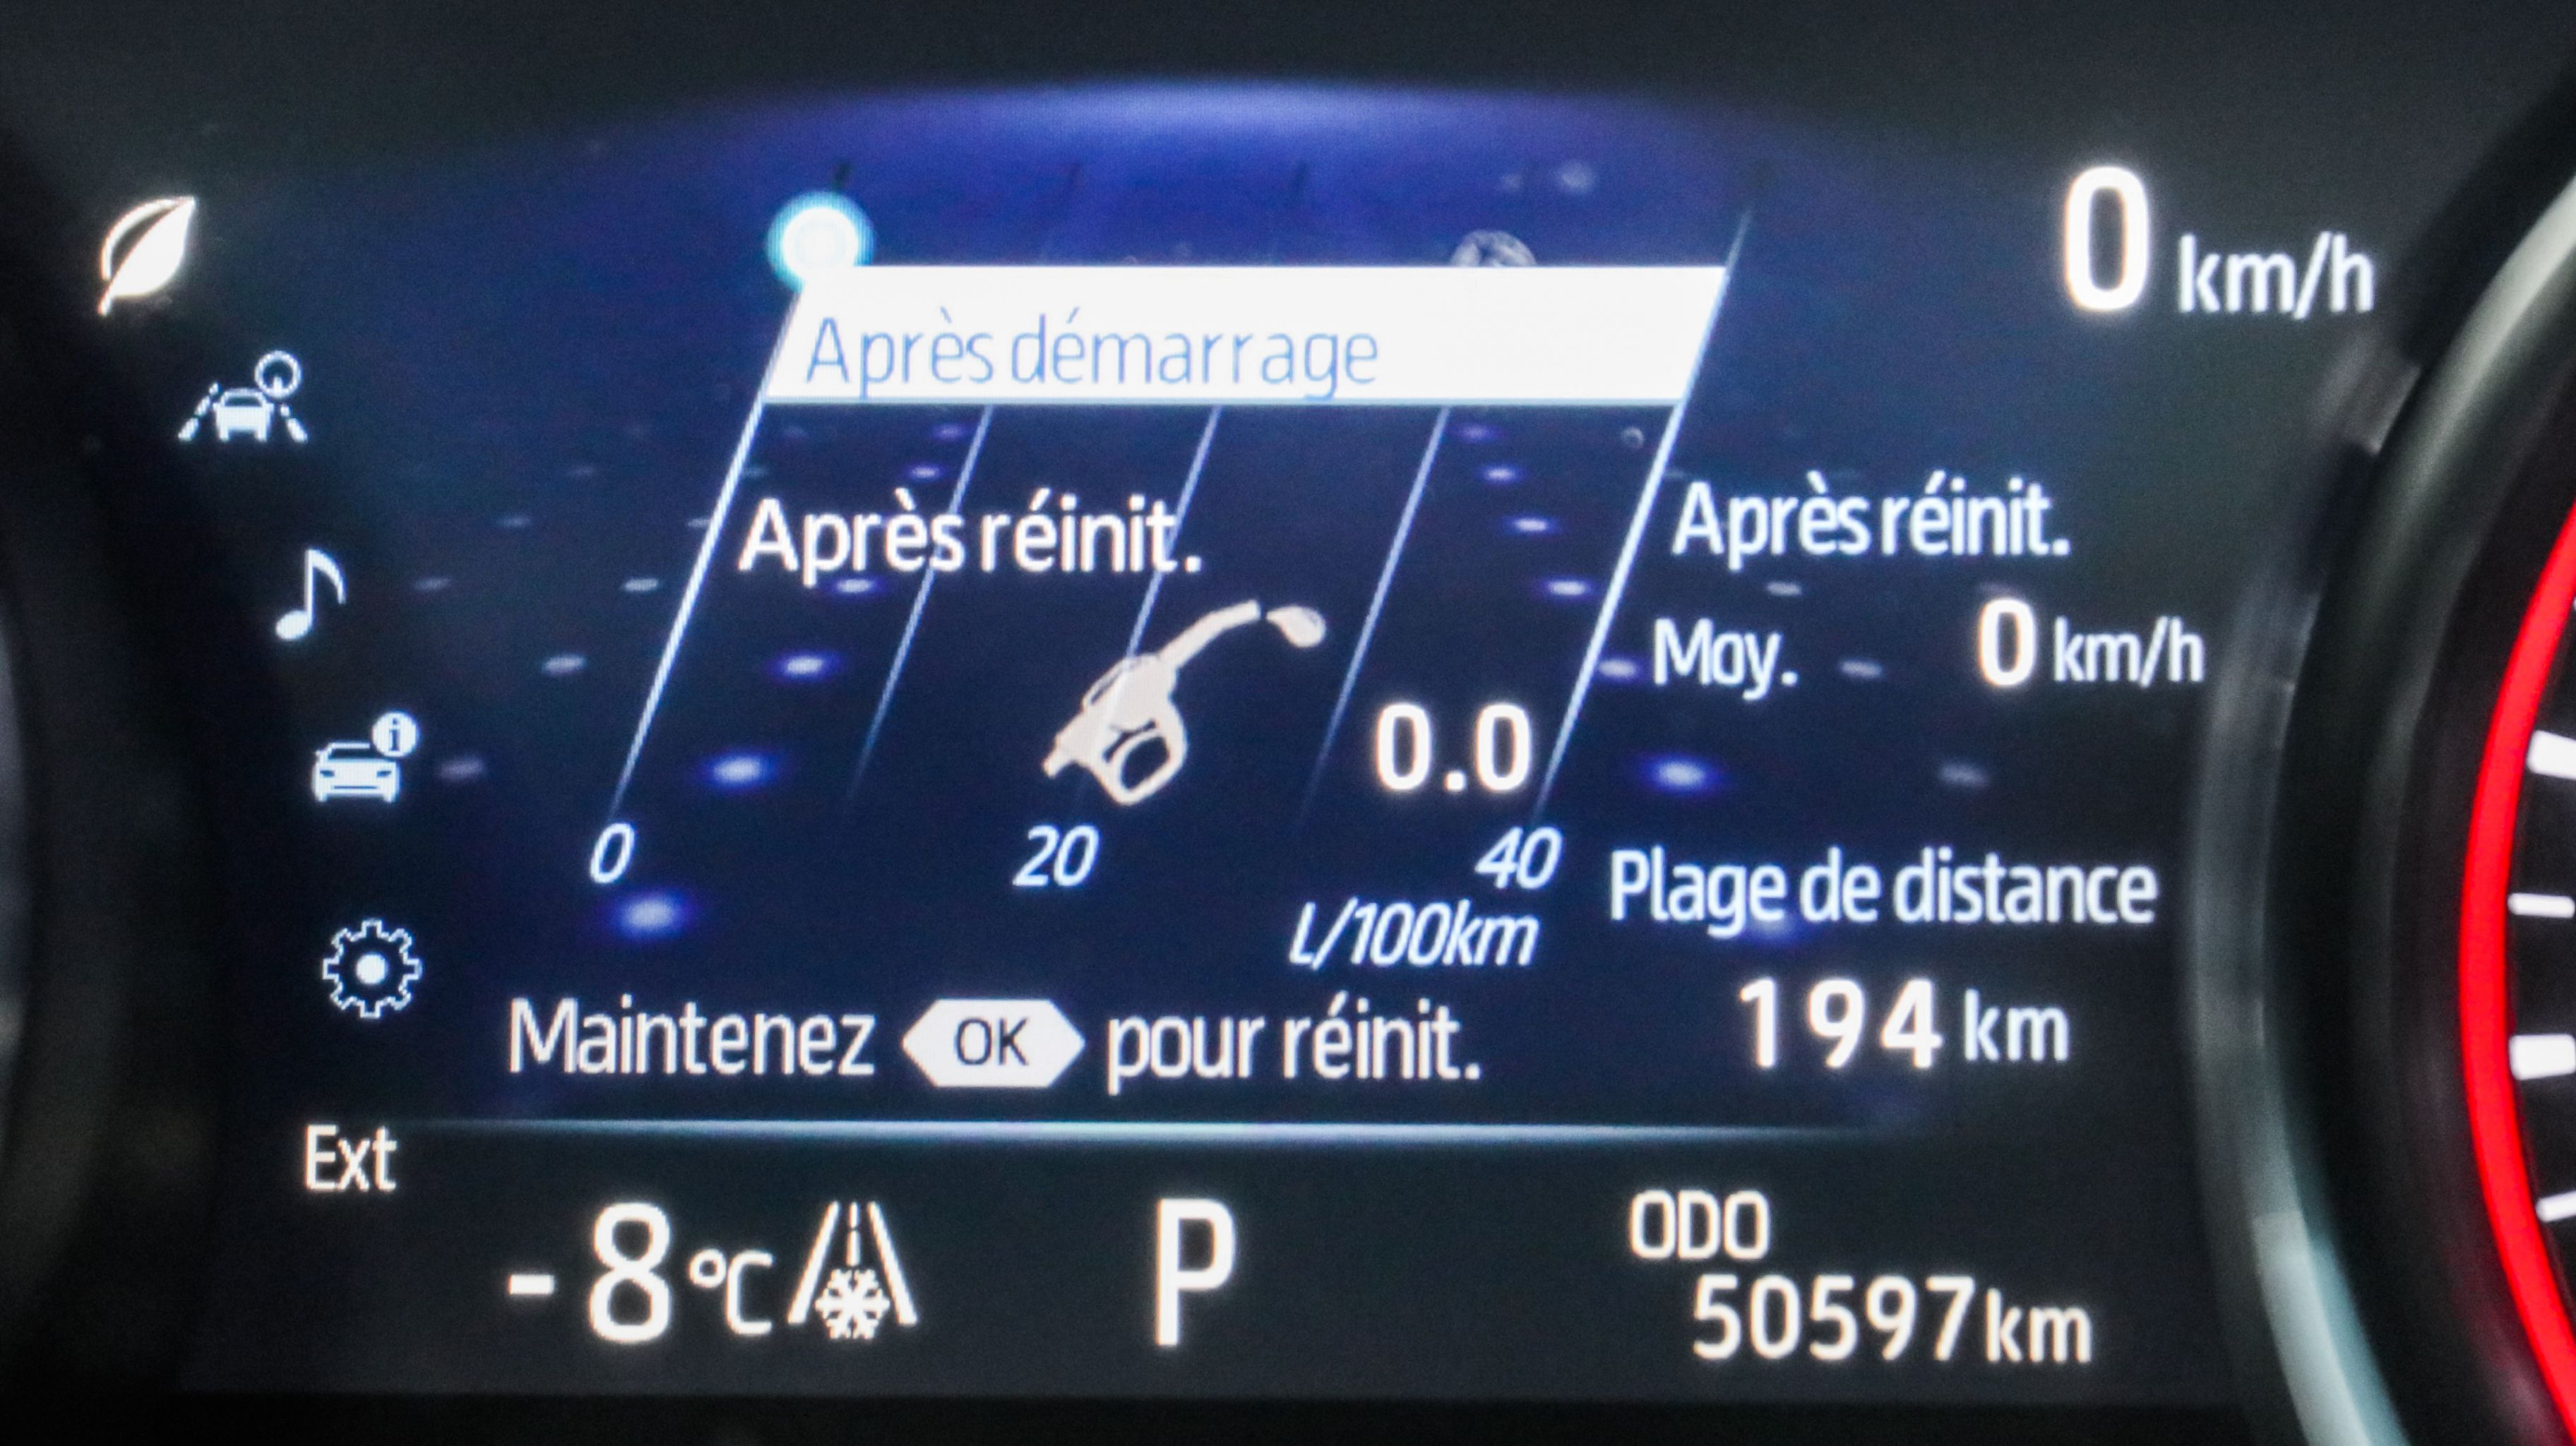 0 km/h
Après démarrage
Après réinit.
Après réinit.
Moy. 0 km/h
0.0
0 20 40
L/100km
Plage de distance
194 km
Maintenez OK pour réinit.
Ext
-8°C P
ODO
50597km